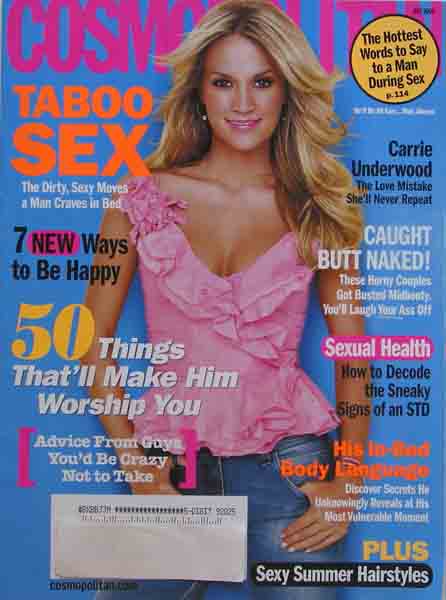 COSMOPOLITAN
The Hottest
Words to Say
to a Man
During Sex
p.114
TABOO
SEX
The Dirty, Sexy Moves
a Man Craves in Bed
Carrie
Underwood
The Love Mistake
She'll Never Repeat
7 NEW Ways
to Be Happy
CAUGHT
BUTT NAKED!
These Horny Couples
Got Busted Midhonty.
You'll Laugh Your Ass Off
50 Things
That'll Make Him
Worship You
Sexual Health
How to Decode
the Sneaky
Signs of an STD
[Advice From Guys
You'd Be Crazy
Not to Take]
His In-Bed
Body Language
Discover Secrets He
Unknowingly Reveals at His
Most Vulnerable Moment
5-DIGIT 92025
PLUS
Sexy Summer Hairstyles
cosmopolitan.com